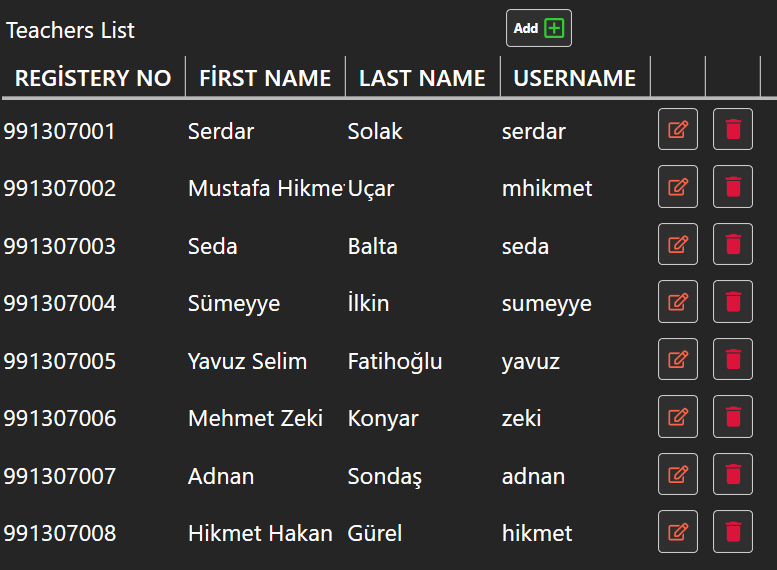 Teachers List Add
REGİSTERY NO FİRST NAME LAST NAME USERNAME
991307001 Serdar Solak serdar
991307002 Mustafa Hikme Uçar mhikmet
991307003 Seda Balta seda
991307004 Sümeyye İlkin sumeyye
991307005 Yavuz Selim Fatihoğlu yavuz
991307006 Mehmet Zeki Konyar zeki
991307007 Adnan Sondaş adnan
991307008 Hikmet Hakan Gürel hikmet